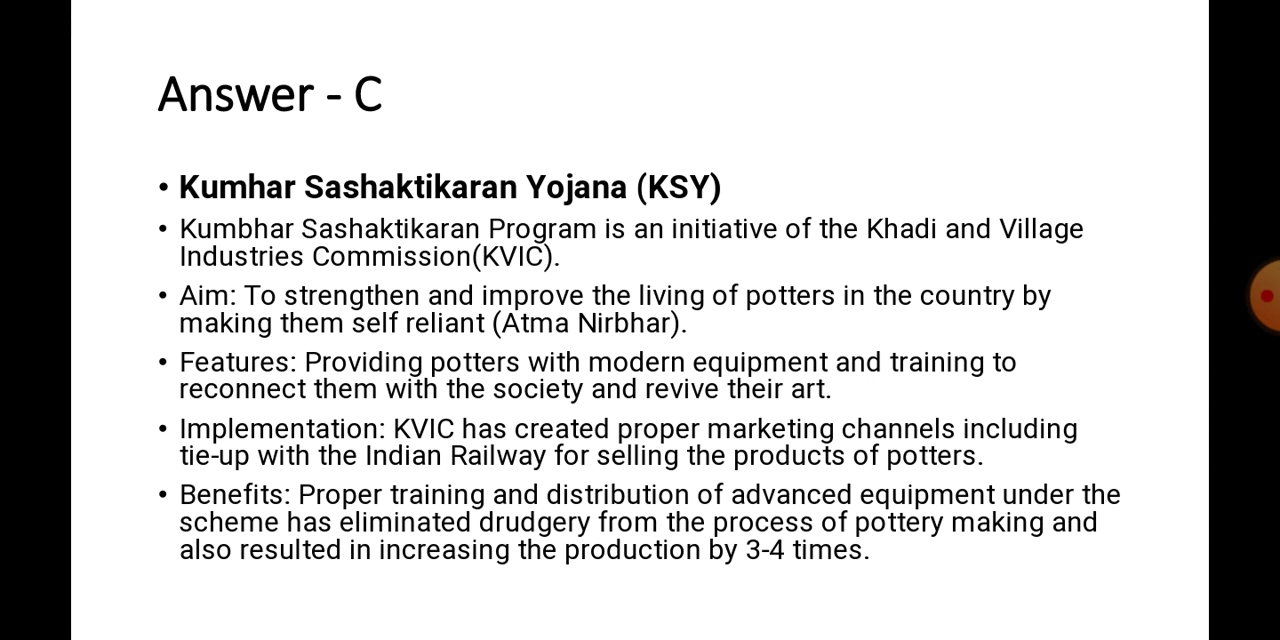 Answer - C
• Kumhar Sashaktikaran Yojana (KSY)
• Kumbhar Sashaktikaran Program is an initiative of the Khadi and Village
Industries Commission(KVIC).
• Aim: To strengthen and improve the living of potters in the country by
making them self reliant (Atma Nirbhar).
• Features: Providing potters with modern equipment and training to
reconnect them with the society and revive their art.
• Implementation: KVIC has created proper marketing channels including
tie-up with the Indian Railway for selling the products of potters.
• Benefits: Proper training and distribution of advanced equipment under the
scheme has eliminated drudgery from the process of pottery making and
also resulted in increasing the production by 3-4 times.